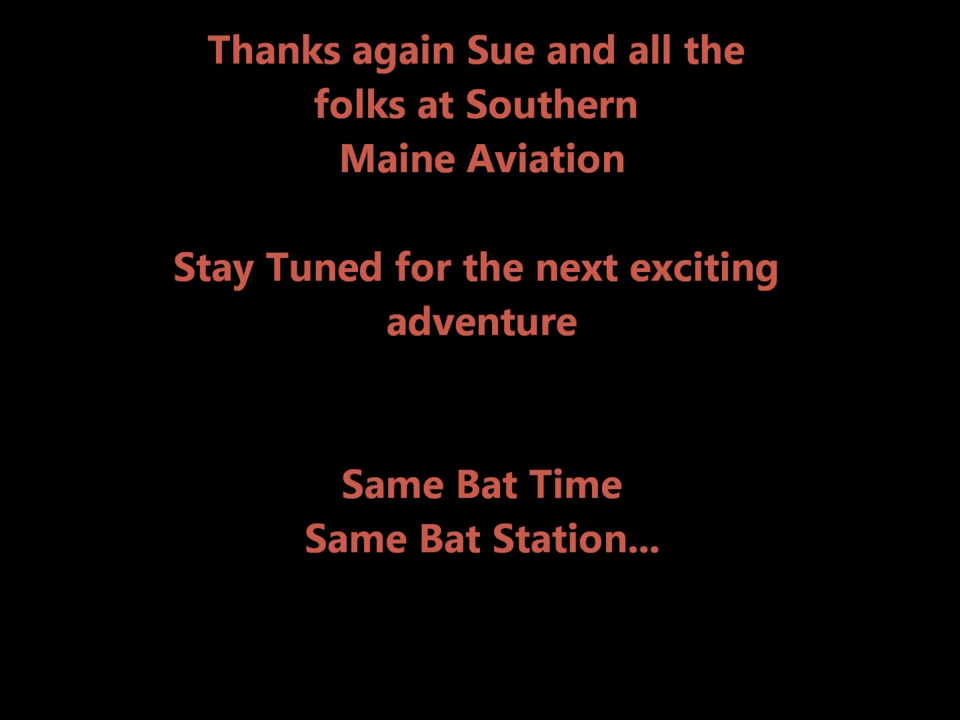 Thanks again Sue and all the
folks at Southern
Maine Aviation
Stay Tuned for the next exciting
adventure
Same Bat Time
Same Bat Station...